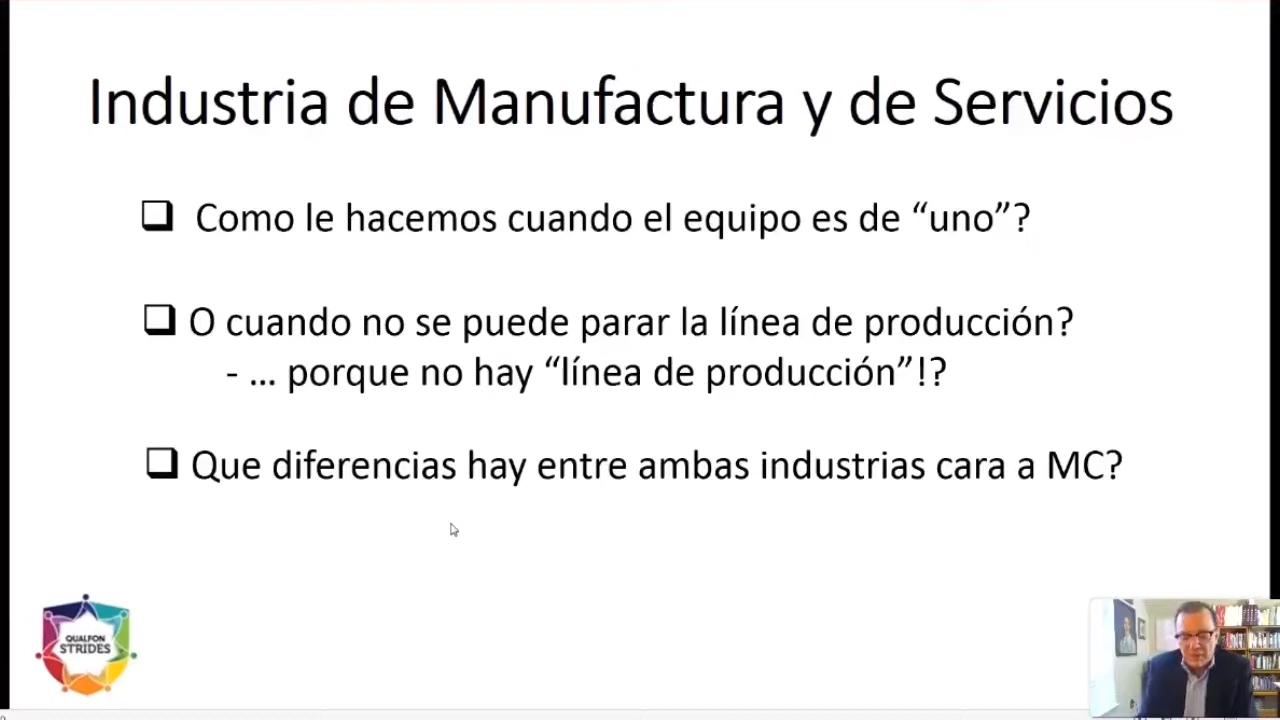 Industria de Manufactura y de Servicios
Como le hacemos cuando el equipo es de “uno”?
O cuando no se puede parar la línea de producción?
- ... porque no hay “línea de producción”!?
Que diferencias hay entre ambas industrias cara a MC?
QUALFON
STRIDES